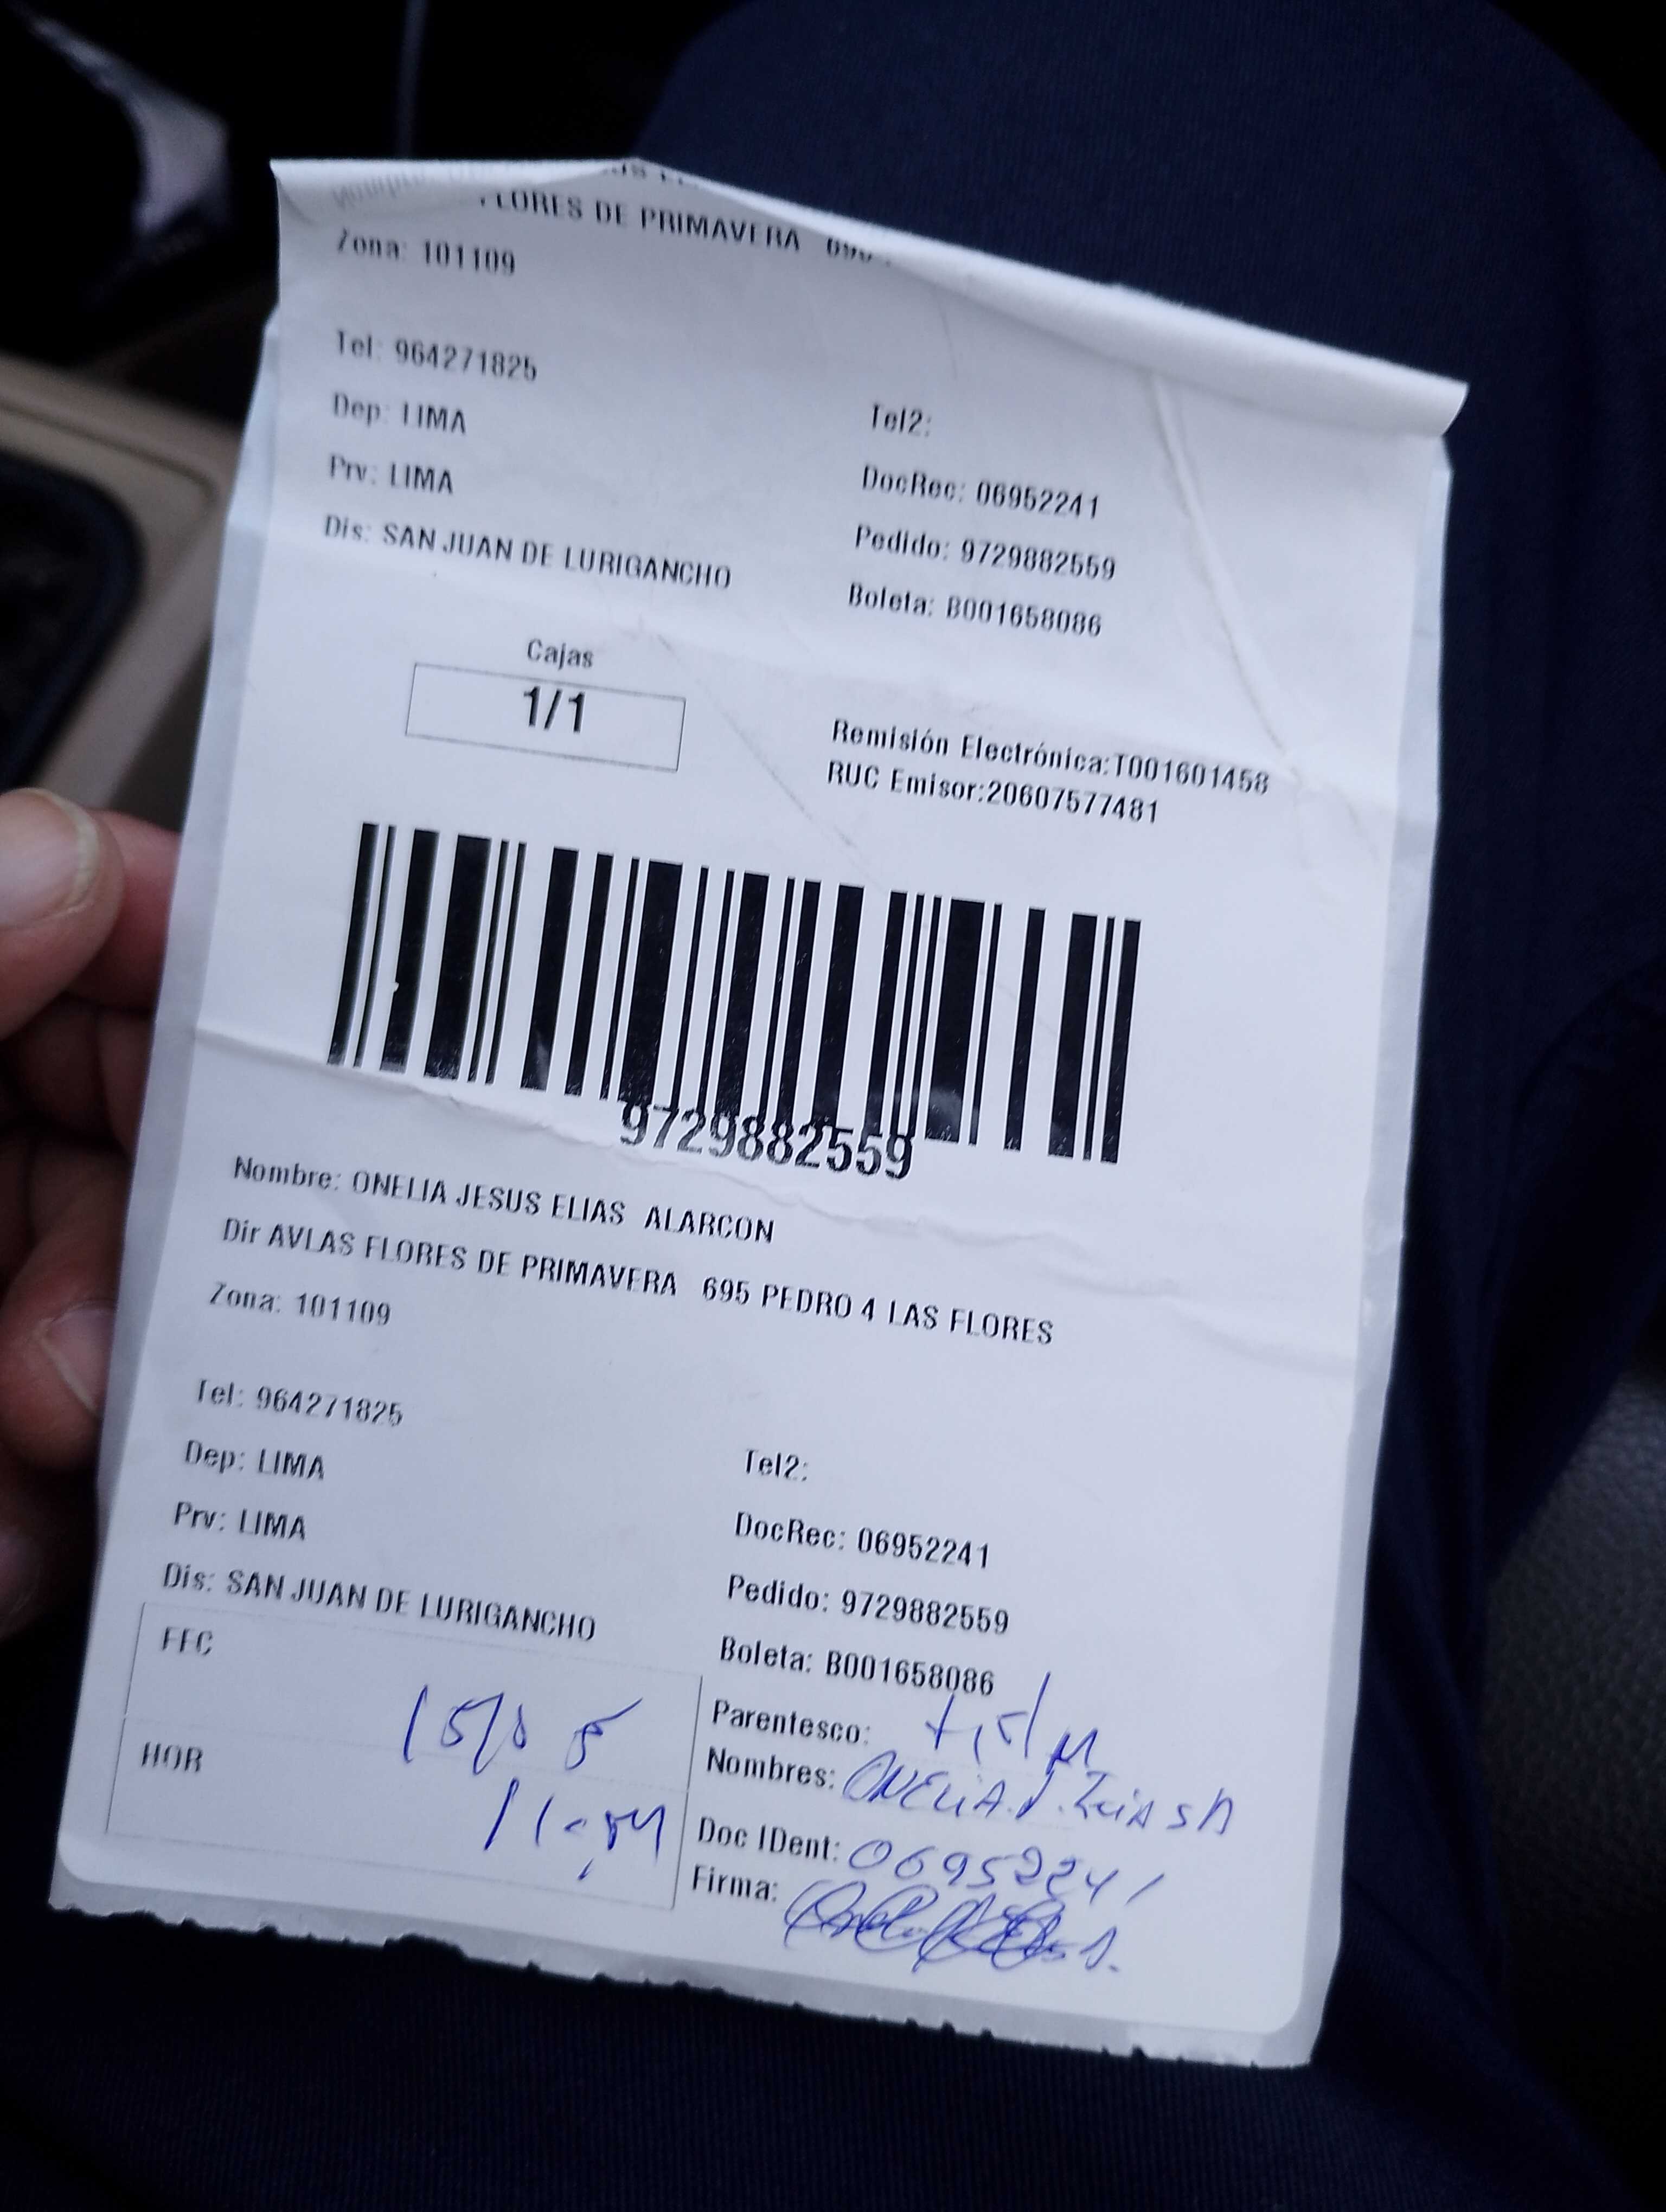 FLORES DE PRIMAVERA
Zona: 101109
Tel: 964271825
Dep: LIMA
Tel2:
Prv: LIMA
DocRec: 06952241
Dis: SAN JUAN DE LURIGANCHO
Pedido: 9729882559
Boleta: B001658086
Cajas
1/1
Remisión Electrónica:T001601458
RUC Emisor:20607577481
9729882559
Nombre: ONELIA JESUS ELIAS ALARCON
Dir AVLAS FLORES DE PRIMAVERA 695 PEDRO 4 LAS FLORES
Zona: 101109
Tel: 964271825
Dep: LIMA
Tel2:
Prv: LIMA
DocRec: 06952241
Dis: SAN JUAN DE LURIGANCHO
Pedido: 9729882559
Boleta: B001658086
FEC
Parentesco:
HOR
Nombres: ONELIA.J.
Doc IDent: 06952241
Firma: